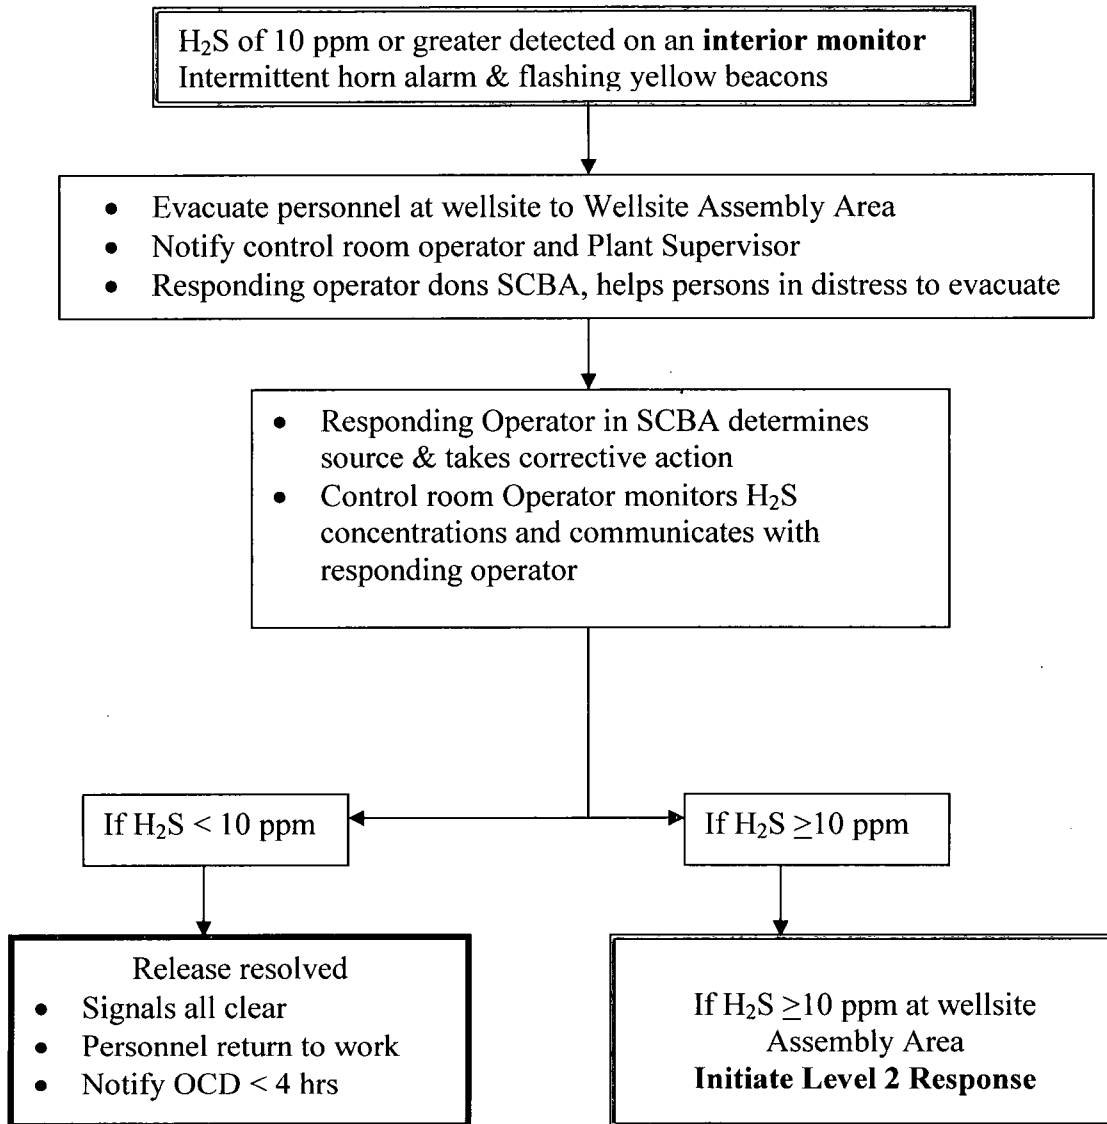 H₂S of 10 ppm or greater detected on an interior monitor
Intermittent horn alarm & flashing yellow beacons
• Evacuate personnel at wellsite to Wellsite Assembly Area
• Notify control room operator and Plant Supervisor
• Responding operator dons SCBA, helps persons in distress to evacuate
• Responding Operator in SCBA determines
source & takes corrective action
• Control room Operator monitors H₂S
concentrations and communicates with
responding operator
If H₂S < 10 ppm
If H₂S ≥10 ppm
Release resolved
• Signals all clear
• Personnel return to work
• Notify OCD < 4 hrs
If H₂S ≥10 ppm at wellsite
Assembly Area
Initiate Level 2 Response